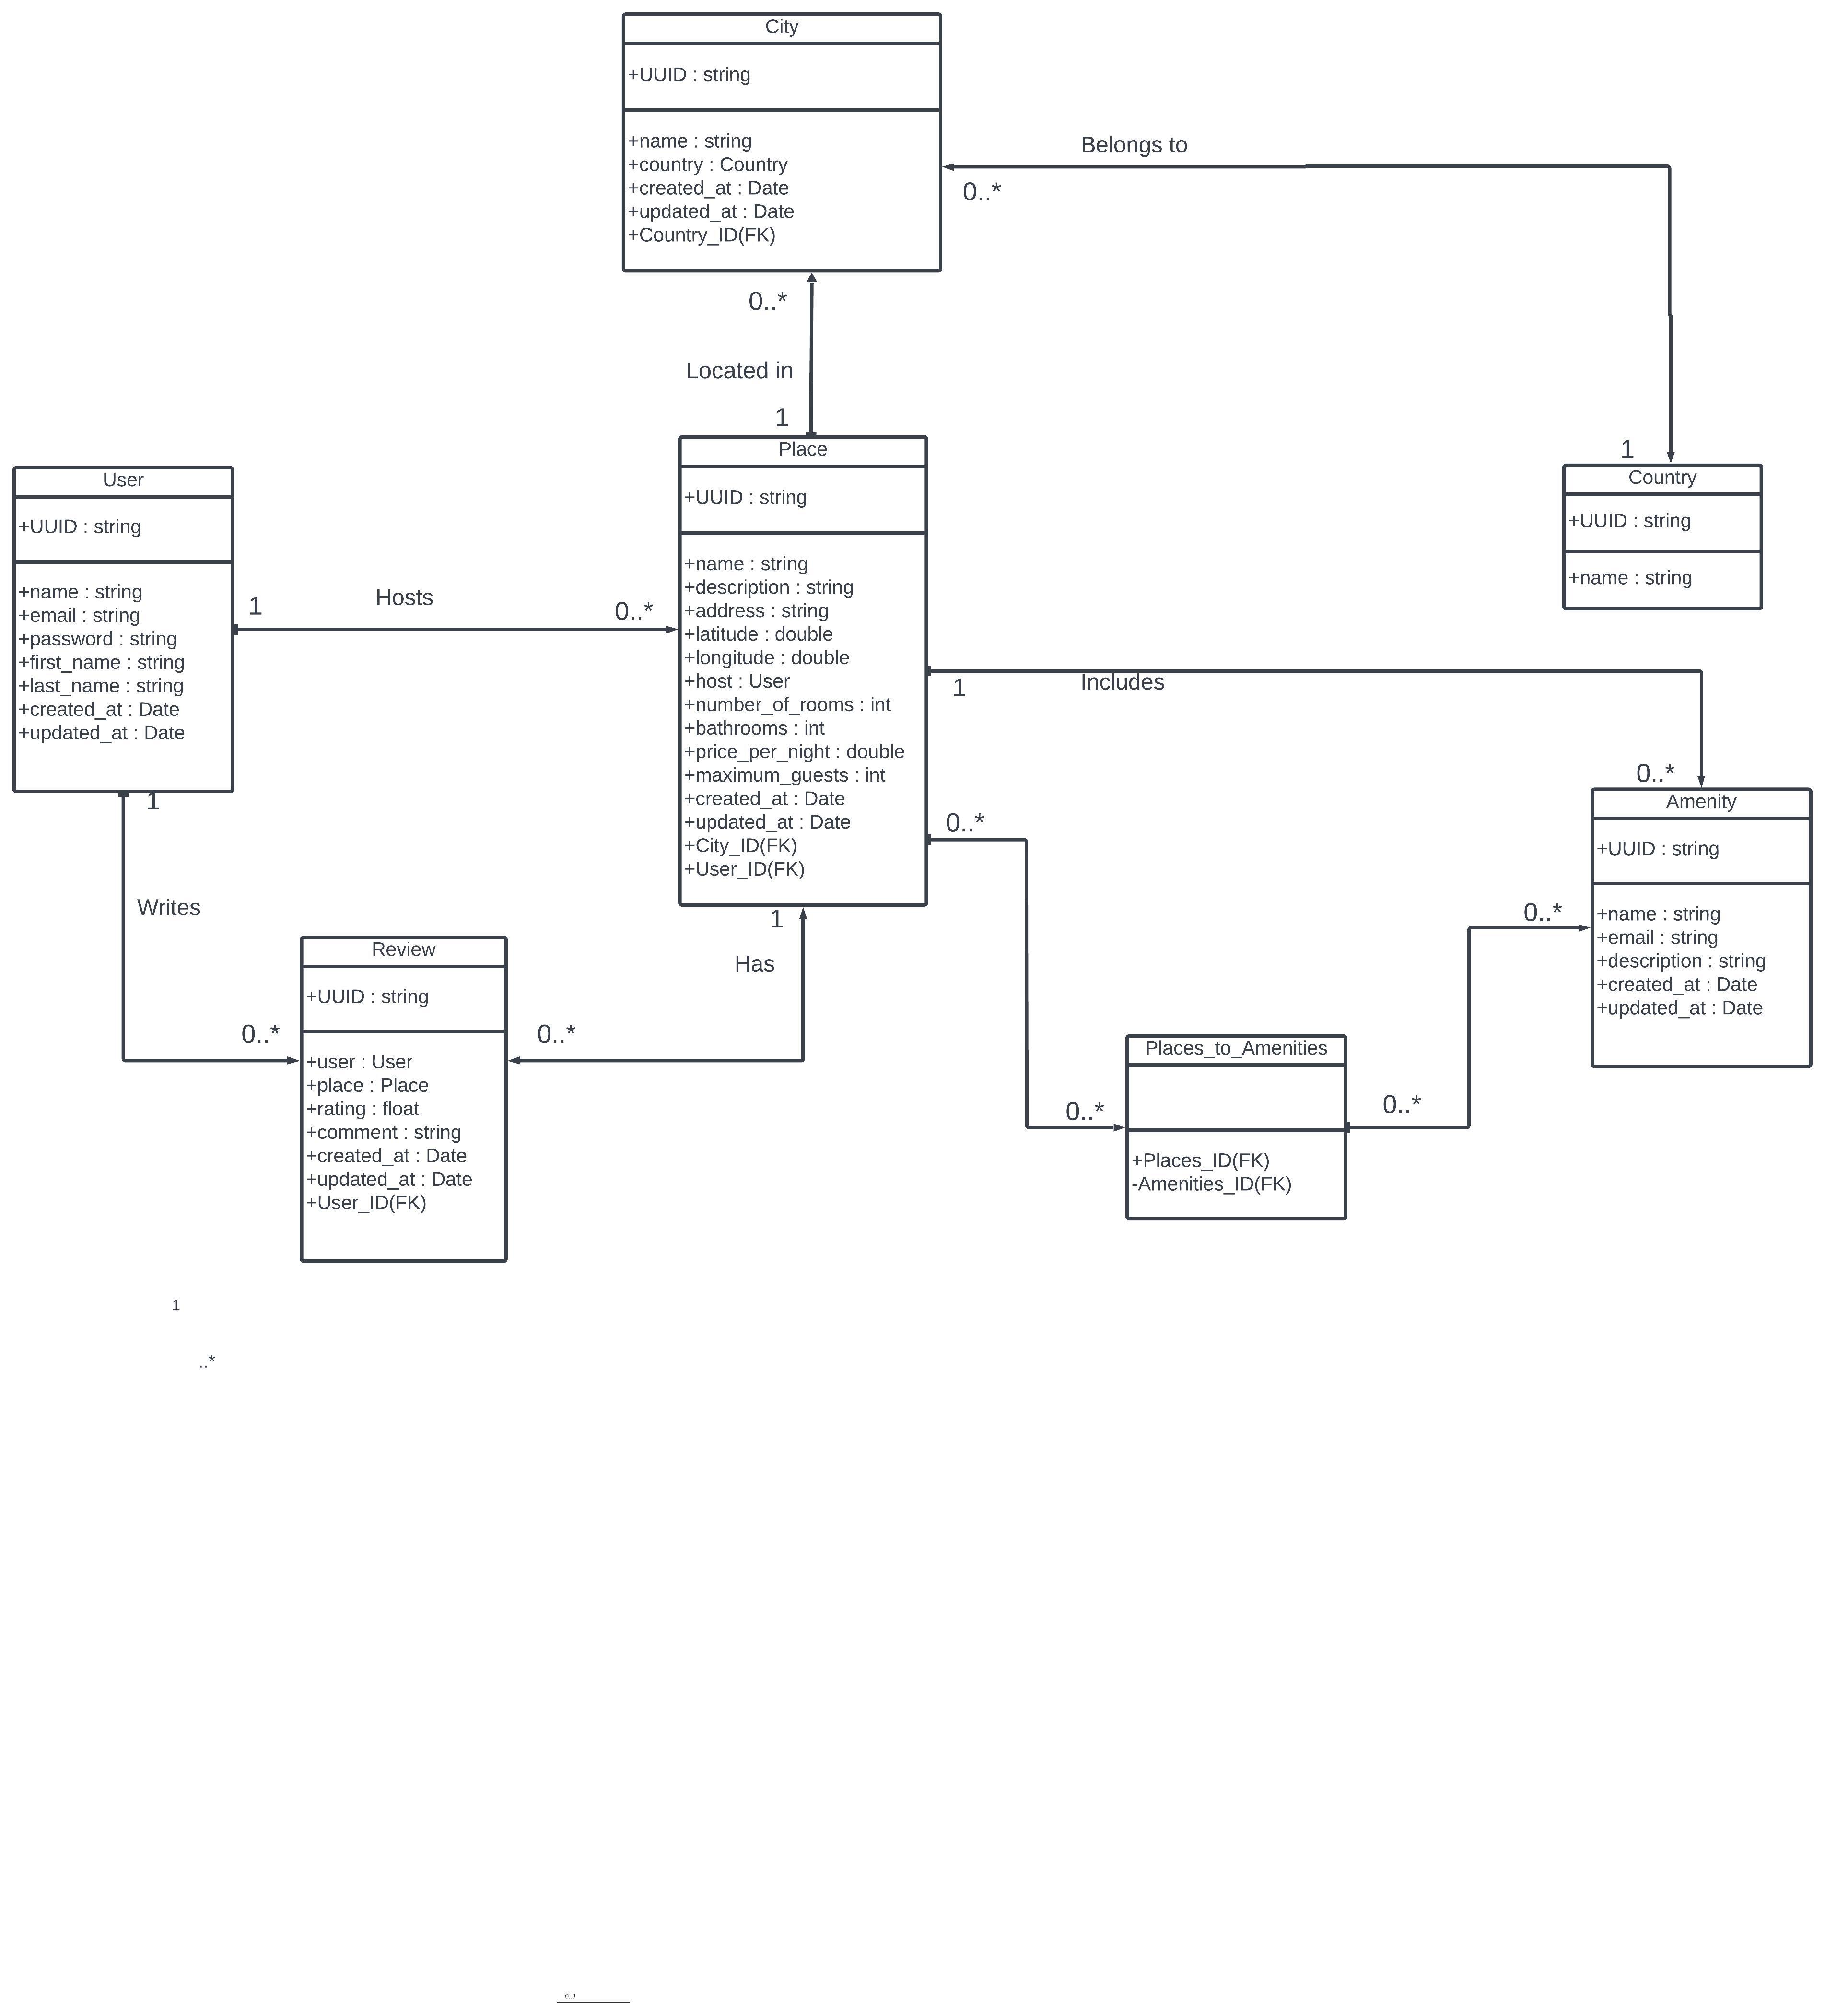 City
+UUID : string
+name : string
+country : Country
+created_at : Date
+updated_at : Date
+Country_ID(FK)
Belongs to
0..*
0..*
Located in
1
Place
+UUID : string
+name : string
+description : string
+address : string
+latitude : double
+longitude : double
+host : User
+number_of_rooms : int
+bathrooms : int
+price_per_night : double
+maximum_guests : int
+created_at : Date
+updated_at : Date
+City_ID(FK)
+User_ID(FK)
1
Country
+UUID : string
+name : string
User
+UUID : string
+name : string
+email : string
+password : string
+first_name : string
+last_name : string
+created_at : Date
+updated_at : Date
1
Hosts
0..*
1
Includes
0..*
Amenity
+UUID : string
+name : string
+email : string
+description : string
+created_at : Date
+updated_at : Date
1
Writes
0..*
Review
+UUID : string
+user : User
+place : Place
+rating : float
+comment : string
+created_at : Date
+updated_at : Date
+User_ID(FK)
1
Has
0..*
0..*
0..*
Places_to_Amenities
+Places_ID(FK)
-Amenities_ID(FK)
0..*
0..*
1
..*
0..3